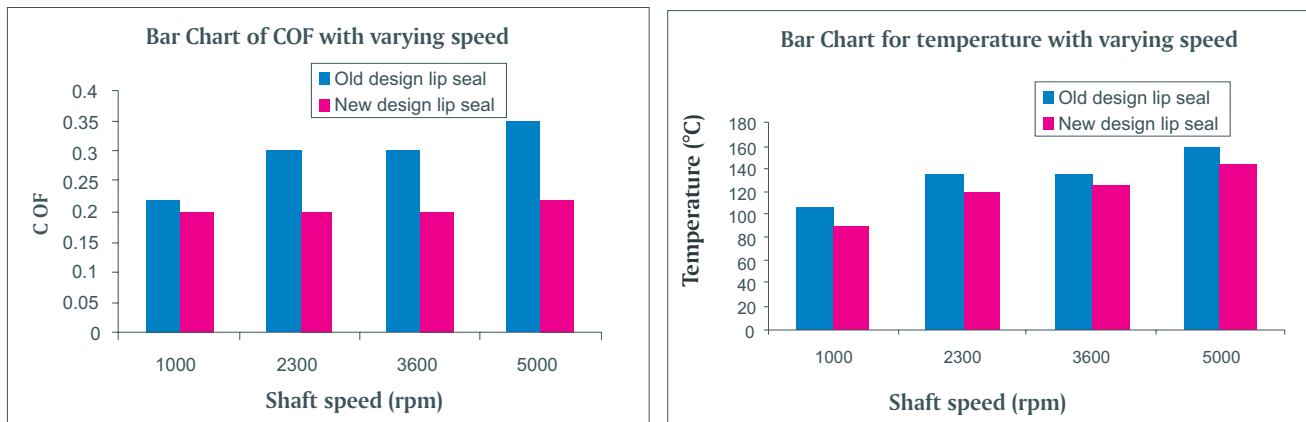 Bar Chart of COF with varying speed
Old design lip seal
New design lip seal
0.4
0.35
0.3
0.25
0.2
0.15
0.1
0.05
0
C OF
1000 2300 3600 5000
Shaft speed (rpm)
Bar Chart for temperature with varying speed
Old design lip seal
New design lip seal
180
160
140
120
100
80
60
40
20
0
Temperature (°C)
1000 2300 3600 5000
Shaft speed (rpm)